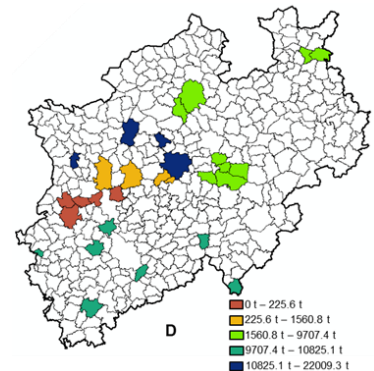 D
0 t – 225.6 t
225.6 t – 1560.8 t
1560.8 t – 9707.4 t
9707.4 t – 10825.1 t
10825.1 t – 22009.3 t